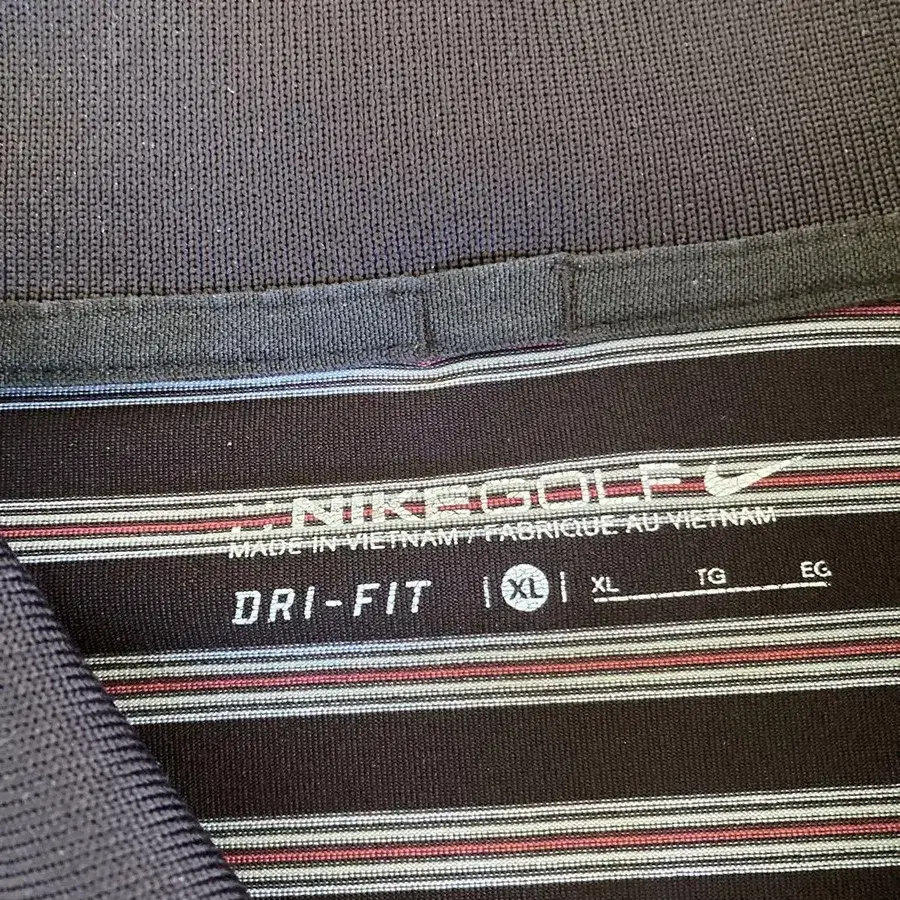 NIKEGOLF
MADE IN VIETNAM / FABRIQUE AU VIETNAM
DRI-FIT | XL | XL TG EG